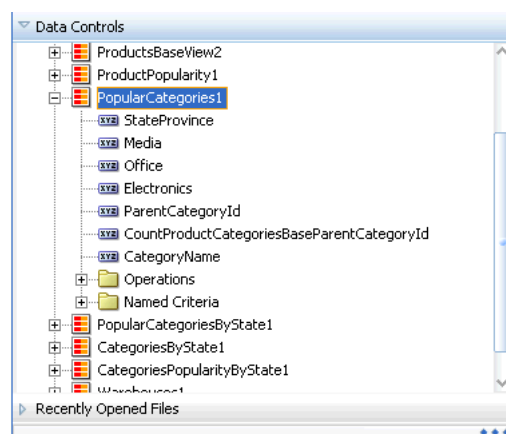 Data Controls
ProductsBaseView2
ProductPopularity1
PopularCategories1
StateProvince
Media
Office
Electronics
ParentCategoryId
CountProductCategoriesBaseParentCategoryId
CategoryName
Operations
Named Criteria
PopularCategoriesByState1
CategoriesByState1
CategoriesPopularityByState1
Warehouses1
Recently Opened Files